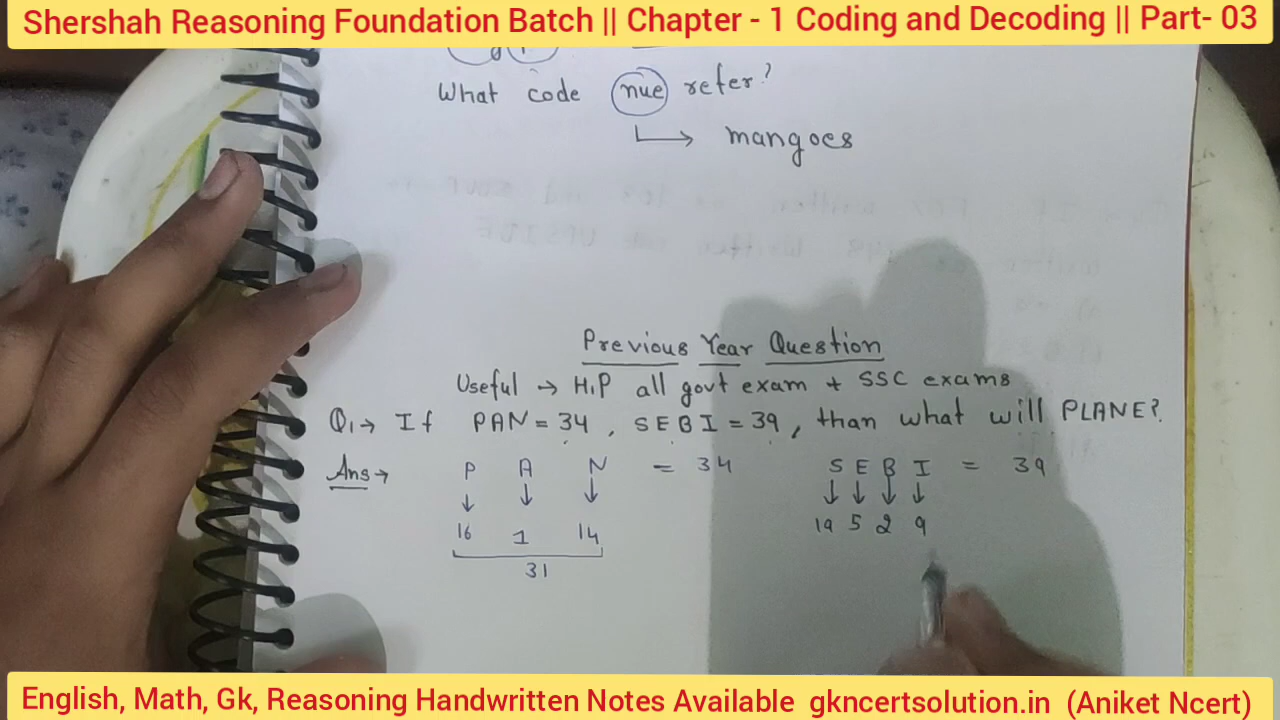 Shershah Reasoning Foundation Batch || Chapter - 1 Coding and Decoding || Part- 03
What code nue refer?
mangoes
Previous Year Question
Useful → H.P all govt exam + SSC exams
Q1→ If PAN = 34, SEBI = 39, than what will PLANE?
Ans → P A N = 34 S E B I = 39
16 1 14 19 5 2 9
31
English, Math, Gk, Reasoning Handwritten Notes Available gkncertsolution.in (Aniket Ncert)